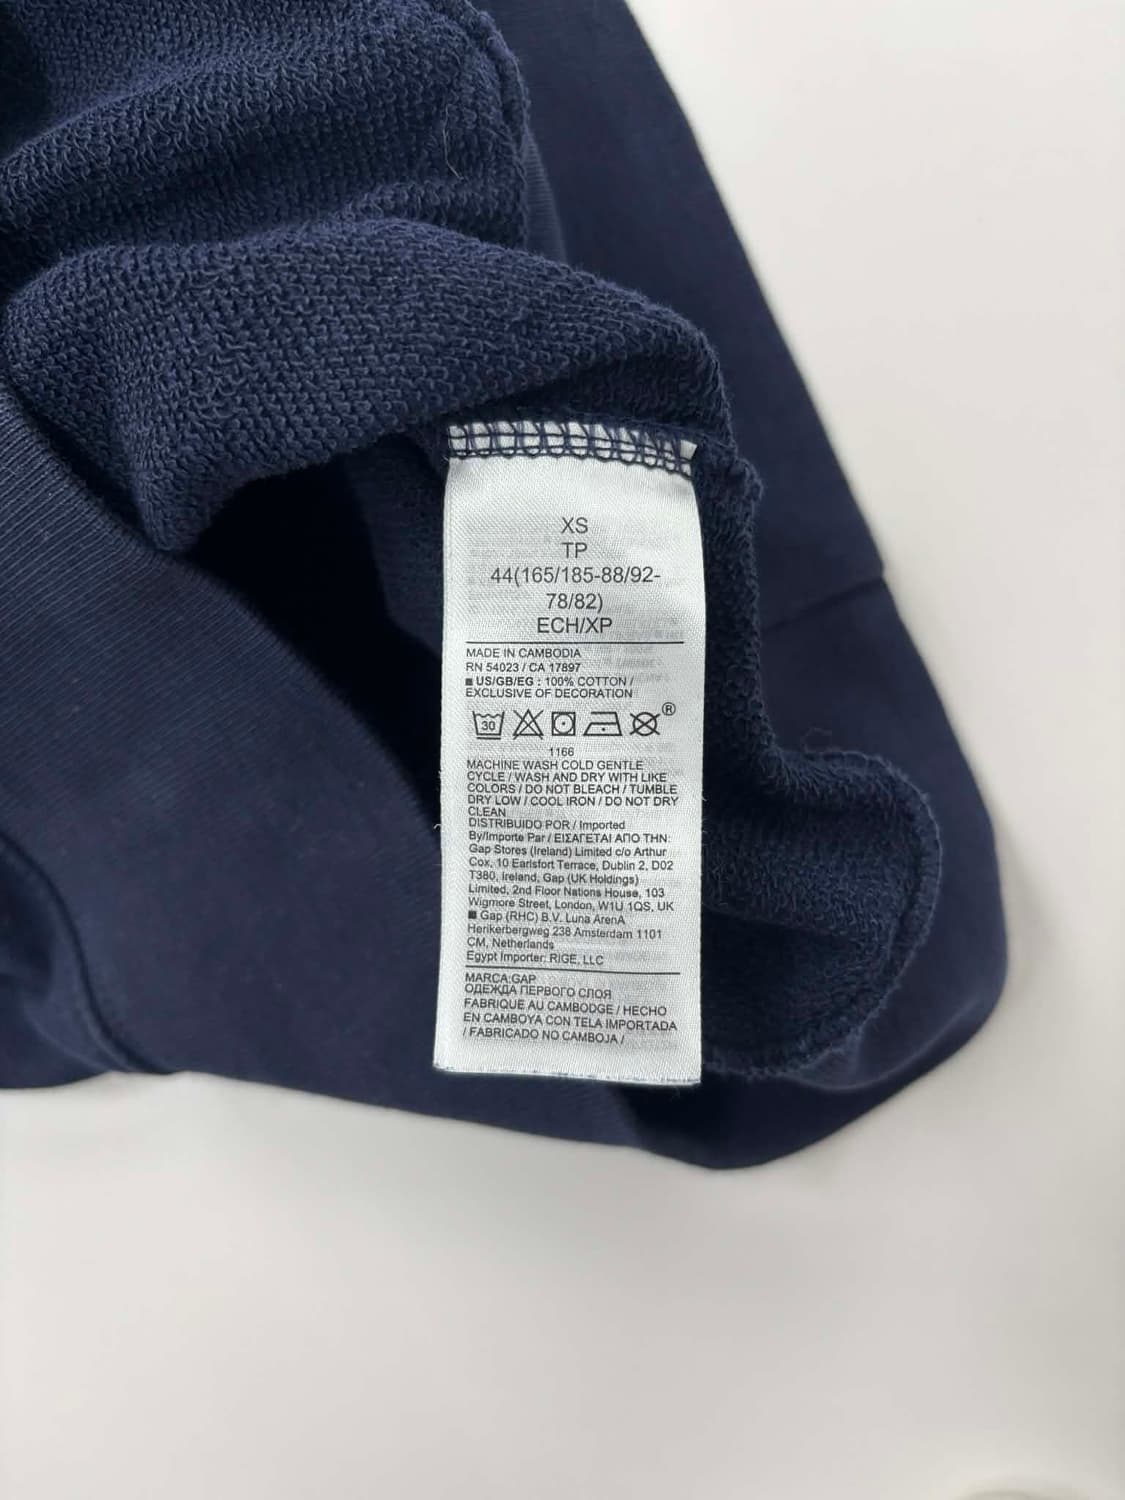 XS
TP
44(165/185-88/92-
78/82)
ECH/XP
MADE IN CAMBODIA
RN 54023 / CA 17897
■ US/GB/EG : 100% COTTON /
EXCLUSIVE OF DECORATION
30 ®
1166
MACHINE WASH COLD GENTLE
CYCLE / WASH AND DRY WITH LIKE
COLORS / DO NOT BLEACH / TUMBLE
DRY LOW / COOL IRON / DO NOT DRY
CLEAN
DISTRIBUIDO POR / Imported
By/Importe Par / ΕΙΣΑΓΕΤΑΙ ΑΠΟ ΤΗΝ:
Gap Stores (Ireland) Limited c/o Arthur
Cox, 10 Earlsfort Terrace, Dublin 2, D02
T380, Ireland; Gap (UK Holdings)
Limited, 2nd Floor Nations House, 103
Wigmore Street, London, W1U 1QS, UK
■ Gap (RHC) B.V. Luna ArenA
Herikerbergweg 238 Amsterdam 1101
CM, Netherlands
Egypt Importer: RIGE, LLC
MARCA:GAP
ОДЕЖДА ПЕРВОГО СЛОЯ
FABRIQUE AU CAMBODGE / HECHO
EN CAMBOYA CON TELA IMPORTADA
/ FABRICADO NO CAMBOJA /